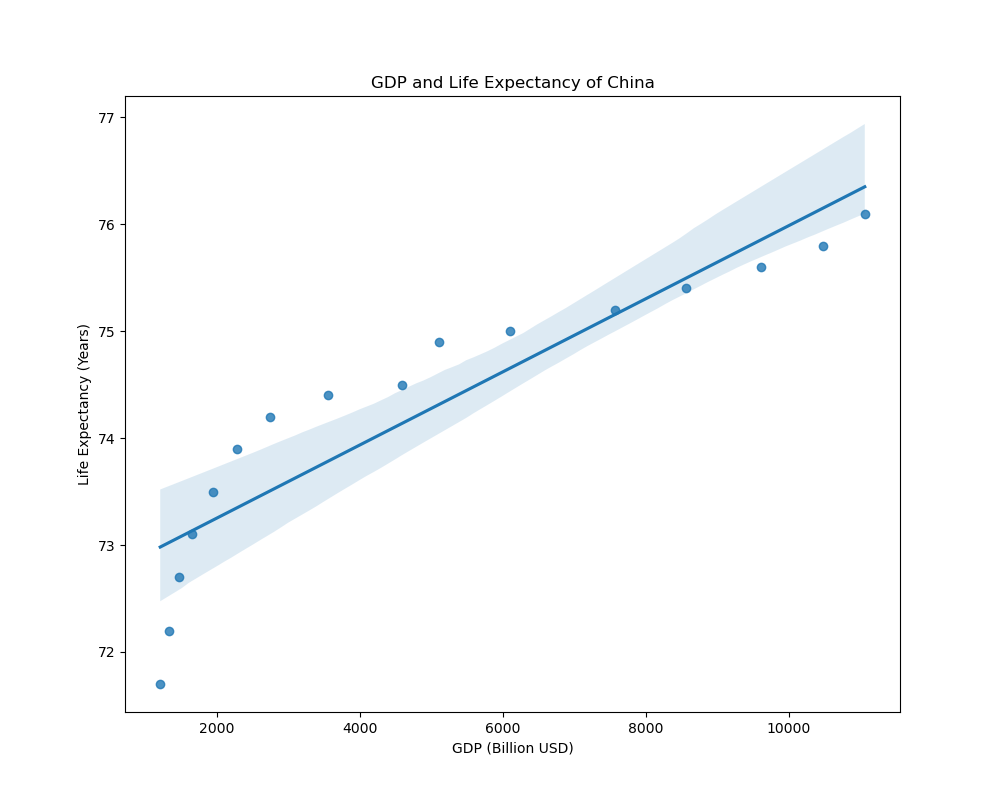 GDP and Life Expectancy of China
77
76
75
74
73
72
Life Expectancy (Years)
2000 4000 6000 8000 10000
GDP (Billion USD)